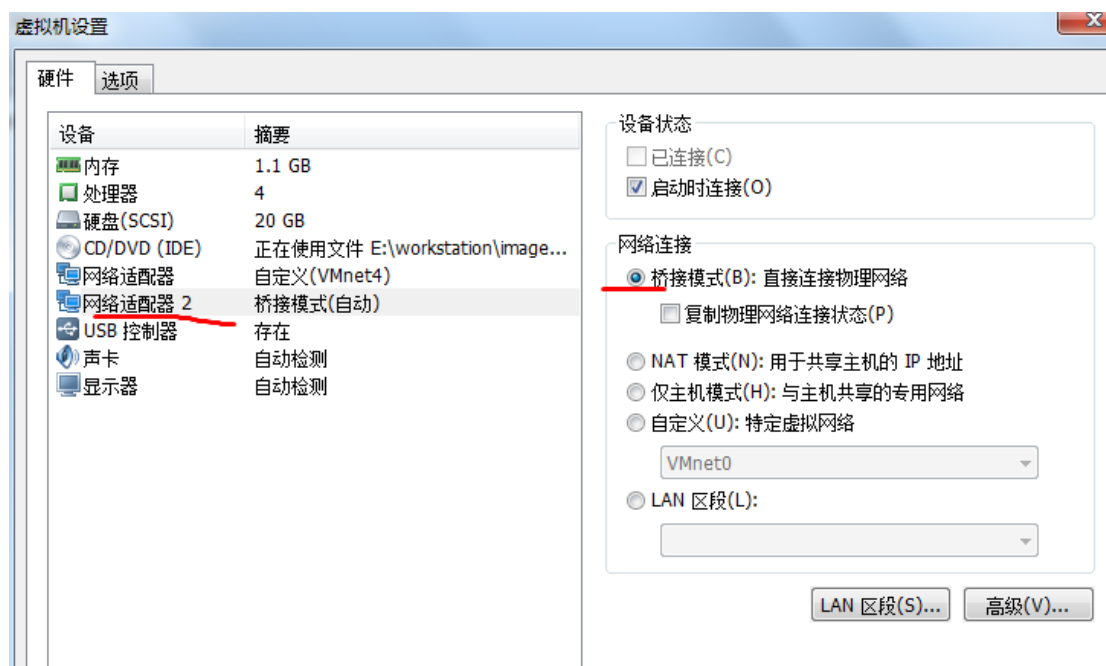 虚拟机设置
X
硬件 选项
设备 摘要
内存 1.1 GB
处理器 4
硬盘(SCSI) 20 GB
CD/DVD (IDE) 正在使用文件 E:\workstation\image...
网络适配器 自定义(VMnet4)
网络适配器 2 桥接模式(自动)
USB 控制器 存在
声卡 自动检测
显示器 自动检测
设备状态
已连接(C)
启动时连接(O)
网络连接
桥接模式(B): 直接连接物理网络
复制物理网络连接状态(P)
NAT 模式(N): 用于共享主机的 IP 地址
仅主机模式(H): 与主机共享的专用网络
自定义(U): 特定虚拟网络
VMnet0
LAN 区段(L):
LAN 区段(S)... 高级(V)...